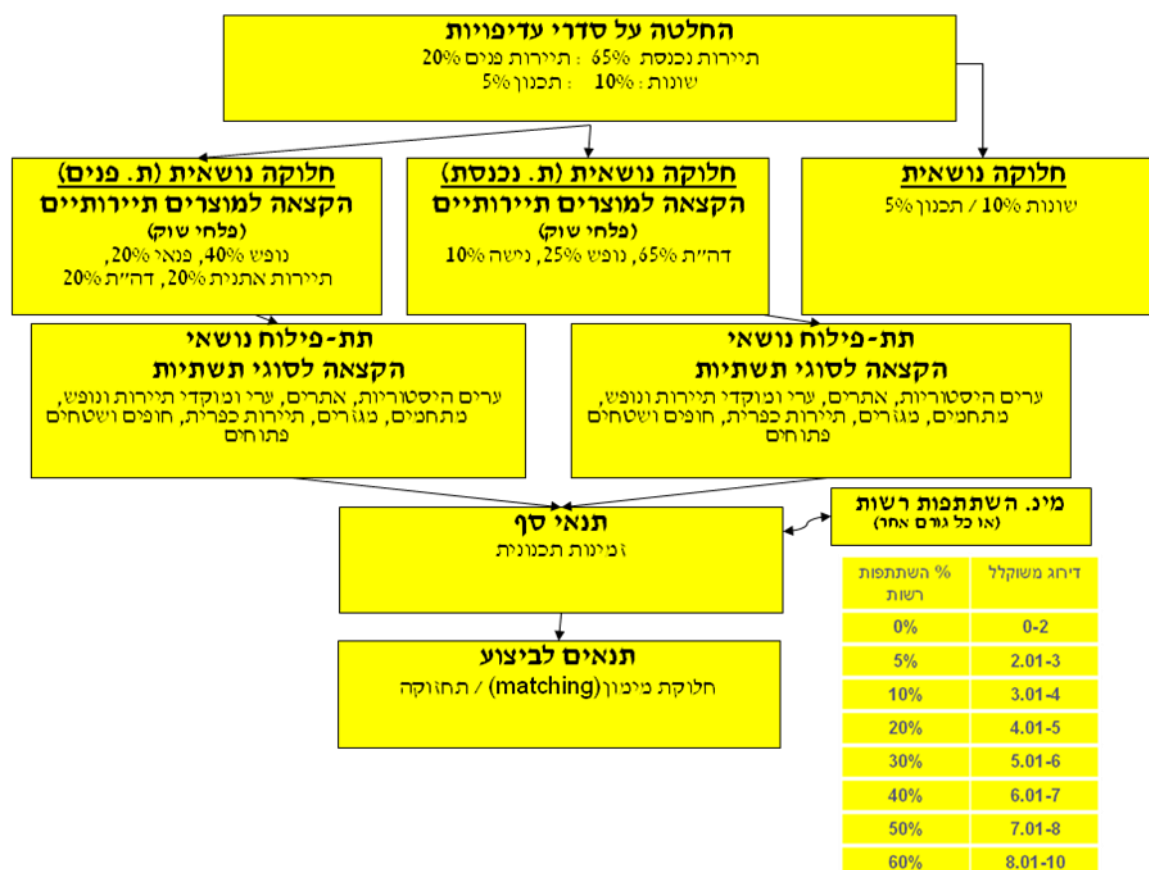 החלטה על סדרי עדיפויות
תיירות נכנסת 65% : תיירות פנים 20%
שונות: 10% : תכנון 5%
חלוקה נושאית
שונות 10% / תכנון 5%
חלוקה נושאית (ת. נכנסת)
הקצאה למוצרים תיירותיים
(פלחי שוק)
דה״ת 65%, נופש 25%, נישה 10%
חלוקה נושאית (ת. פנים)
הקצאה למוצרים תיירותיים
(פלחי שוק)
נופש 40%, פנאי 20%,
תיירות אתנית 20%, דה״ת 20%
תת-פילוח נושאי
הקצאה לסוגי תשתיות
ערים היסטוריות, אתרים, ערי ומוקדי תיירות ונופש,
מתחמים, מגזרים, תיירות כפרית, חופים ושטחים
פתוחים
תת-פילוח נושאי
הקצאה לסוגי תשתיות
ערים היסטוריות, אתרים, ערי ומוקדי תיירות ונופש,
מתחמים, מגזרים, תיירות כפרית, חופים ושטחים
פתוחים
מינ. השתתפות רשות
(או כל גורם אחר)
תנאי סף
זמינות תכנונית
תנאים לביצוע
חלוקת מימון(matching) / תחזוקה
דירוג משוקלל % השתתפות
רשות
0-2 0%
2.01-3 5%
3.01-4 10%
4.01-5 20%
5.01-6 30%
6.01-7 40%
7.01-8 50%
8.01-10 60%